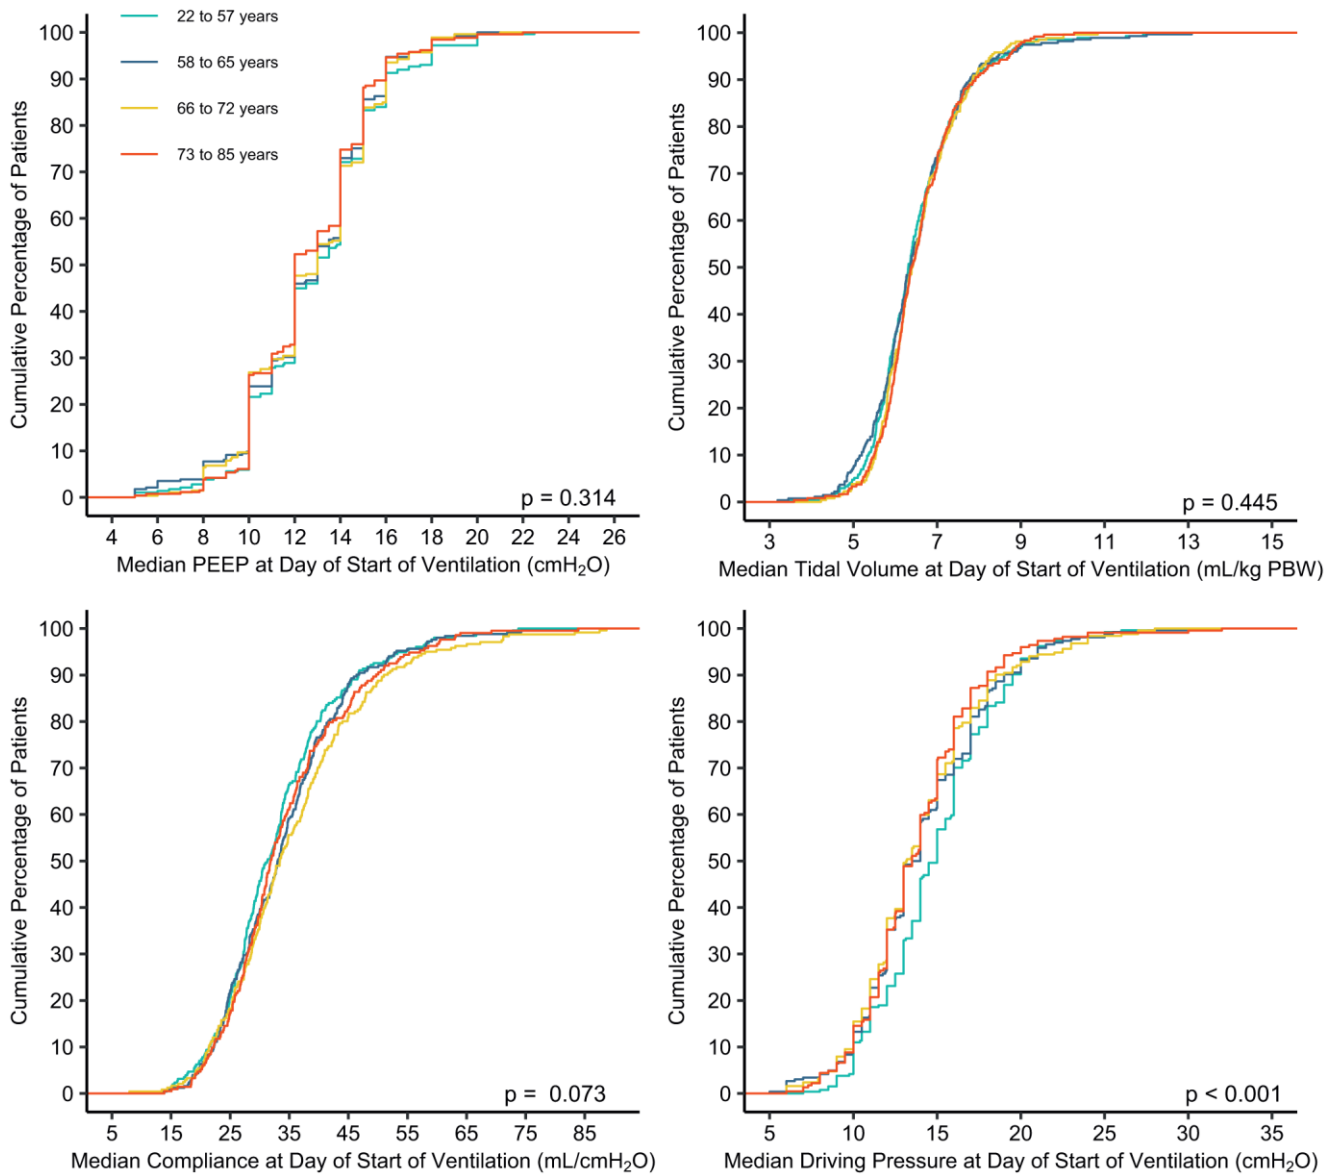 22 to 57 years
58 to 65 years
66 to 72 years
73 to 85 years
Cumulative Percentage of Patients
100
90
80
70
60
50
40
30
20
10
0
p = 0.314
4 6 8 10 12 14 16 18 20 22 24 26
Median PEEP at Day of Start of Ventilation (cmH₂O)
Cumulative Percentage of Patients
100
90
80
70
60
50
40
30
20
10
0
p = 0.445
3 5 7 9 11 13 15
Median Tidal Volume at Day of Start of Ventilation (mL/kg PBW)
Cumulative Percentage of Patients
100
90
80
70
60
50
40
30
20
10
0
p = 0.073
5 15 25 35 45 55 65 75 85
Median Compliance at Day of Start of Ventilation (mL/cmH₂O)
Cumulative Percentage of Patients
100
90
80
70
60
50
40
30
20
10
0
p < 0.001
5 10 15 20 25 30 35
Median Driving Pressure at Day of Start of Ventilation (cmH₂O)